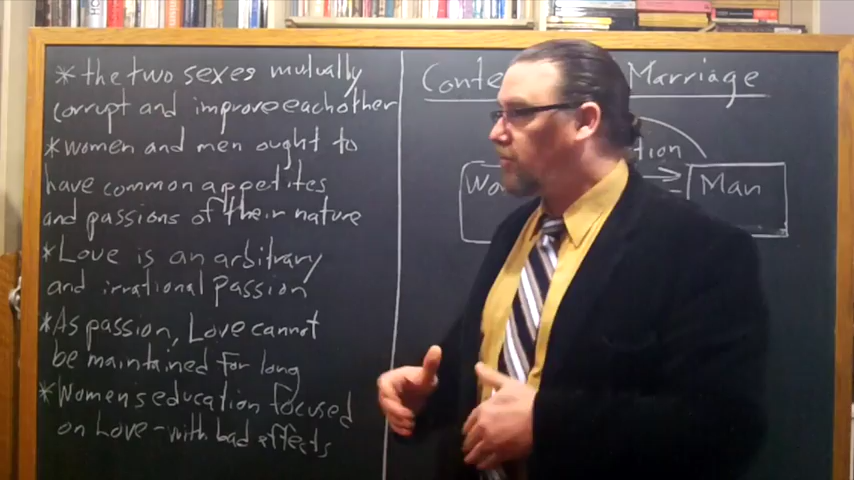 *the two sexes mutually
corrupt and improve each other
*women and men ought to
have common appetites
and passions of their nature
*Love is an arbitrary
and irrational passion
*As passion, Love cannot
be maintained for long
*Women's education focused
on Love-with bad affects
Conte Marriage
tion
Wo
Man